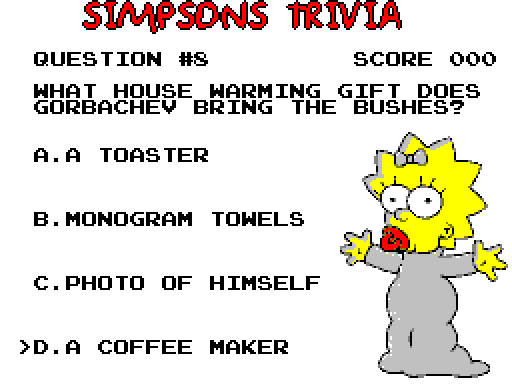 SIMPSONS TRIVIA
QUESTION #8 SCORE 000
WHAT HOUSE WARMING GIFT DOES
GORBACHEV BRING THE BUSHES?
A.A TOASTER
B.MONOGRAM TOWELS
C.PHOTO OF HIMSELF
>D.A COFFEE MAKER